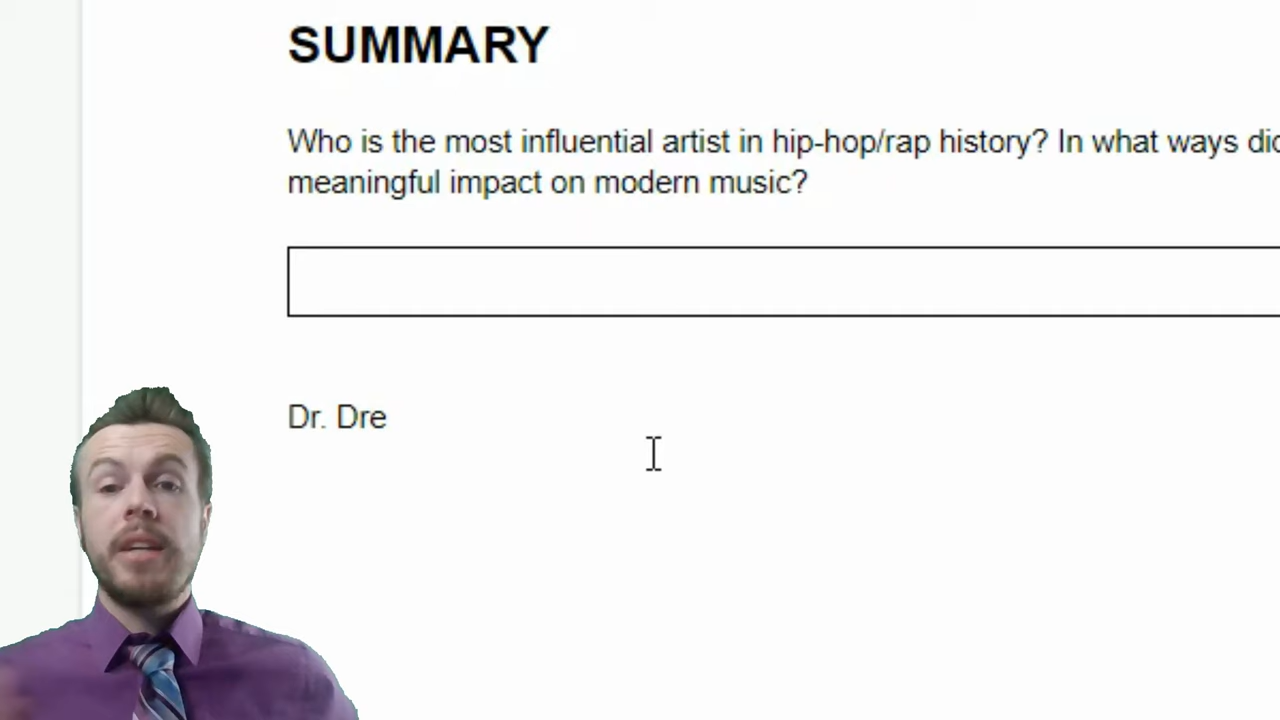 SUMMARY
Who is the most influential artist in hip-hop/rap history? In what ways
meaningful impact on modern music?
Dr. Dre